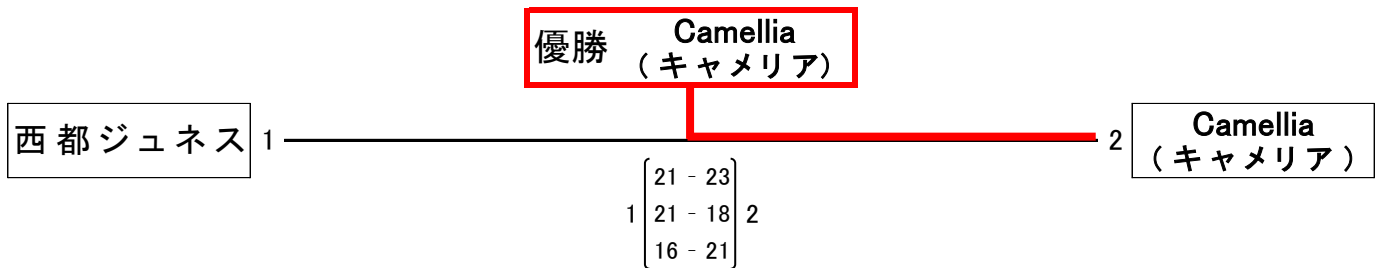 優勝 Camellia
(キャメリア)
西都ジュネス 1
2 Camellia
(キャメリア)
21 - 23
1 21 - 18 2
16 - 21